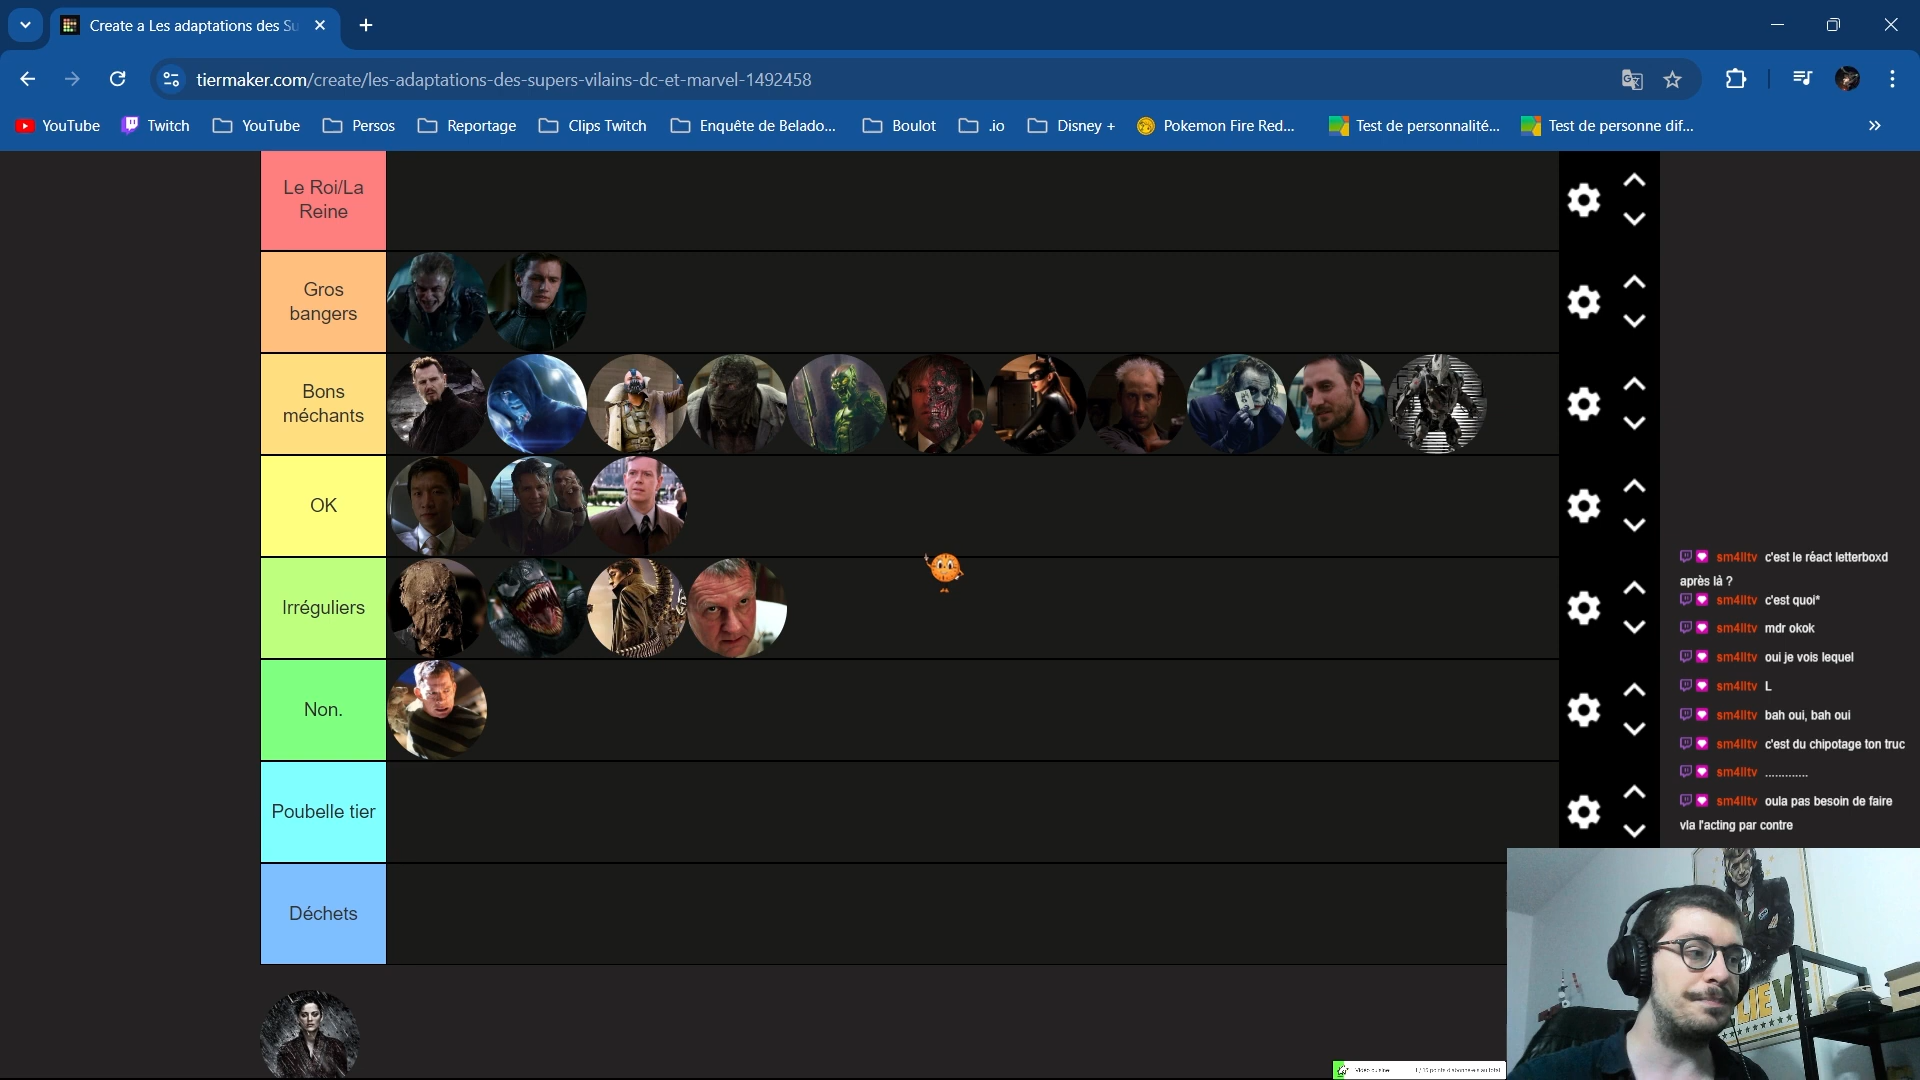 Create a Les adaptations des Su
tiermaker.com/create/les-adaptations-des-supers-vilains-dc-et-marvel-1492458
YouTube Twitch YouTube Persos Reportage Clips Twitch Enquête de Belado... Boulot .io Disney + Pokemon Fire Red... Test de personnalité... Test de personne dif...
Le Roi/La
Reine
Gros
bangers
Bons
méchants
OK
Irréguliers
Non.
Poubelle tier
Déchets
sm4lltv c'est le réact letterboxd
après là ?
sm4lltv c'est quoi*
sm4lltv mdr okok
sm4lltv oui je vois lequel
sm4lltv L
sm4lltv bah oui, bah oui
sm4lltv c'est du chipotage ton truc
sm4lltv .............
sm4lltv oula pas besoin de faire
vla l'acting par contre
LIEVE